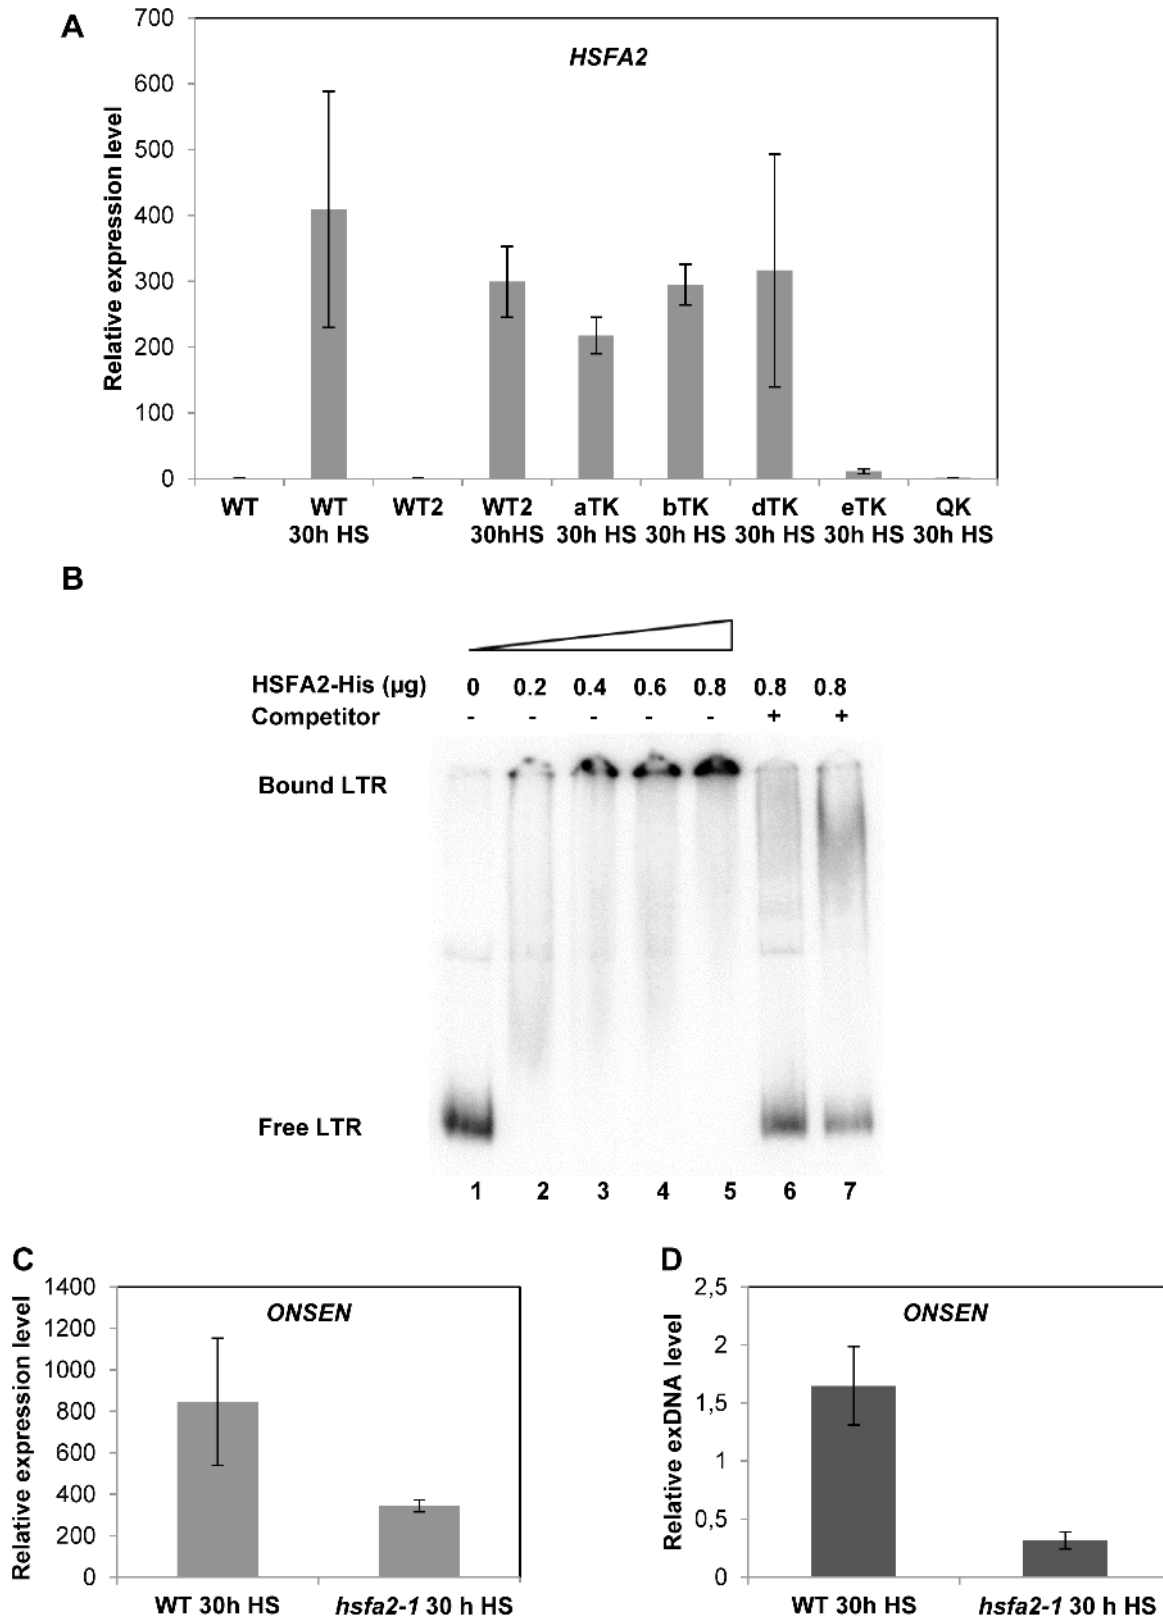 A
700
600
500
400
300
200
100
0
Relative expression level
HSFA2
WT WT WT2 WT2 aTK bTK dTK eTK QK
30h HS 30hHS 30h HS 30h HS 30h HS 30h HS 30h HS
B
HSFA2-His (µg) 0 0.2 0.4 0.6 0.8 0.8 0.8
Competitor - - - - - + +
Bound LTR
Free LTR
1 2 3 4 5 6 7
C
1400
1200
1000
800
600
400
200
0
Relative expression level
ONSEN
WT 30h HS hsfa2-1 30 h HS
D
2,5
2
1,5
1
0,5
0
Relative exDNA level
ONSEN
WT 30h HS hsfa2-1 30 h HS